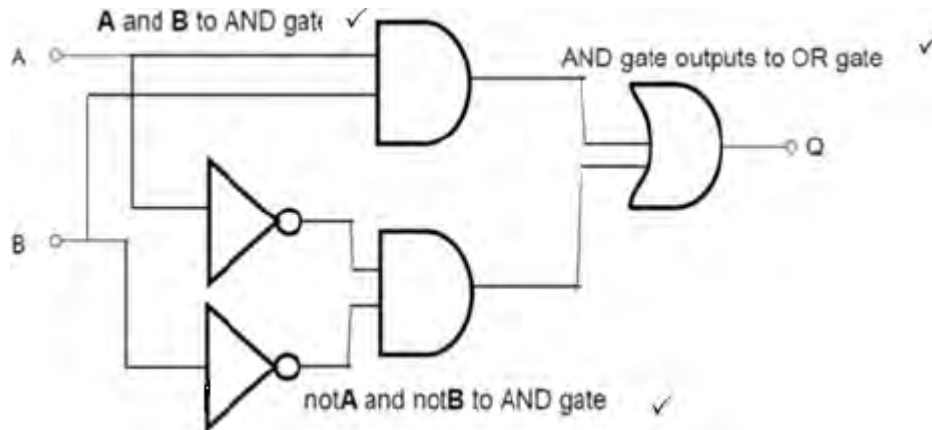 A and B to AND gate ✓
A
AND gate outputs to OR gate ✓
Q
B
notA and notB to AND gate ✓